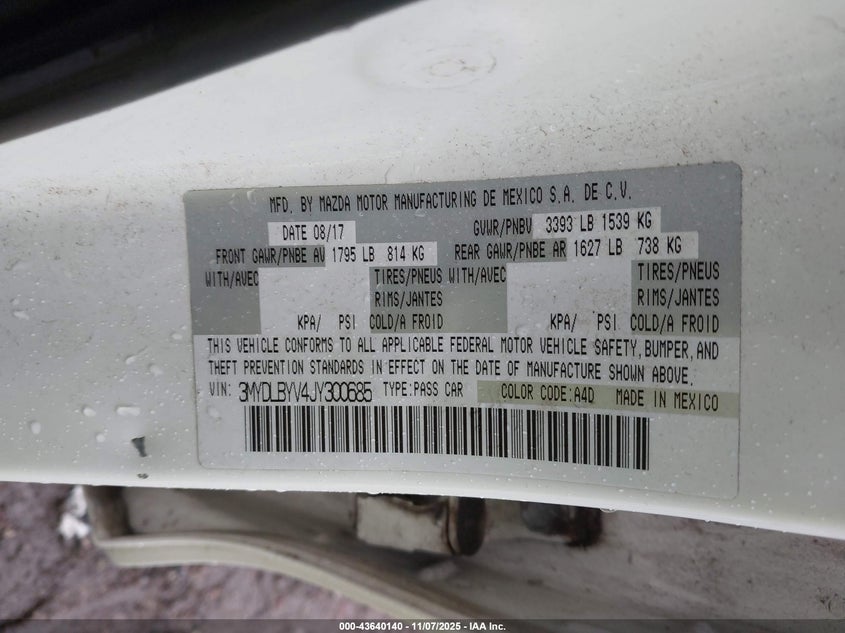 MFD. BY MAZDA MOTOR MANUFACTURING DE MEXICO S.A. DE C.V.
DATE 08/17 GVWR/PNBV 3393 LB 1539 KG
FRONT GAWR/PNBE AV 1795 LB 814 KG REAR GAWR/PNBE AR 1627 LB 738 KG
WITH/AVEC TIRES/PNEUS WITH/AVEC TIRES/PNEUS
RIMS/JANTES RIMS/JANTES
KPA/ PSI COLD/A FROID KPA/ PSI COLD/A FROID
THIS VEHICLE CONFORMS TO ALL APPLICABLE FEDERAL MOTOR VEHICLE SAFETY, BUMPER, AND
THEFT PREVENTION STANDARDS IN EFFECT ON THE DATE OF MANUFACTURE SHOWN ABOVE.
VIN: 3MYDLBYV4JY300685 TYPE:PASS CAR COLOR CODE:A4D MADE IN MEXICO
000-43640140 - 11/07/2025 - IAA Inc.